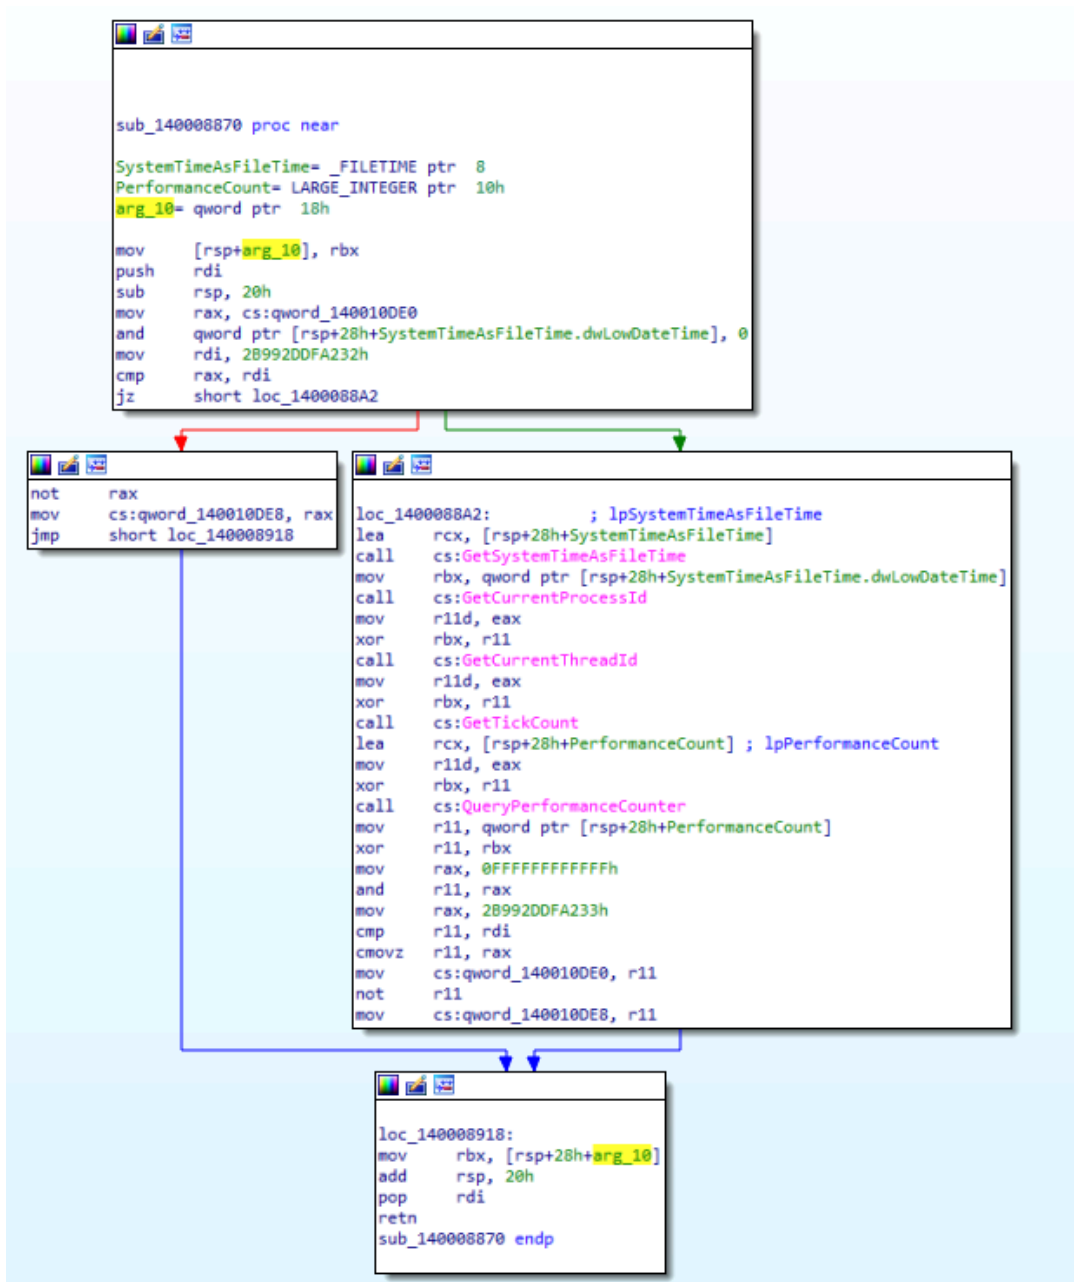 sub_140008870 proc near
SystemTimeAsFileTime= _FILETIME ptr  8
PerformanceCount= LARGE_INTEGER ptr  10h
arg_10= qword ptr  18h
mov     [rsp+arg_10], rbx
push    rdi
sub     rsp, 20h
mov     rax, cs:qword_140010DE0
and     qword ptr [rsp+28h+SystemTimeAsFileTime.dwLowDateTime], 0
mov     rdi, 2B992DDFA232h
cmp     rax, rdi
jz      short loc_1400088A2
not     rax
mov     cs:qword_140010DE8, rax
jmp     short loc_140008918
loc_1400088A2:          ; lpSystemTimeAsFileTime
lea     rcx, [rsp+28h+SystemTimeAsFileTime]
call    cs:GetSystemTimeAsFileTime
mov     rbx, qword ptr [rsp+28h+SystemTimeAsFileTime.dwLowDateTime]
call    cs:GetCurrentProcessId
mov     r11d, eax
xor     rbx, r11
call    cs:GetCurrentThreadId
mov     r11d, eax
xor     rbx, r11
call    cs:GetTickCount
lea     rcx, [rsp+28h+PerformanceCount] ; lpPerformanceCount
mov     r11d, eax
xor     rbx, r11
call    cs:QueryPerformanceCounter
mov     r11, qword ptr [rsp+28h+PerformanceCount]
xor     r11, rbx
mov     rax, 0FFFFFFFFFFFFh
and     r11, rax
mov     rax, 2B992DDFA233h
cmp     r11, rdi
cmovz   r11, rax
mov     cs:qword_140010DE0, r11
not     r11
mov     cs:qword_140010DE8, r11
loc_140008918:
mov     rbx, [rsp+28h+arg_10]
add     rsp, 20h
pop     rdi
retn
sub_140008870 endp